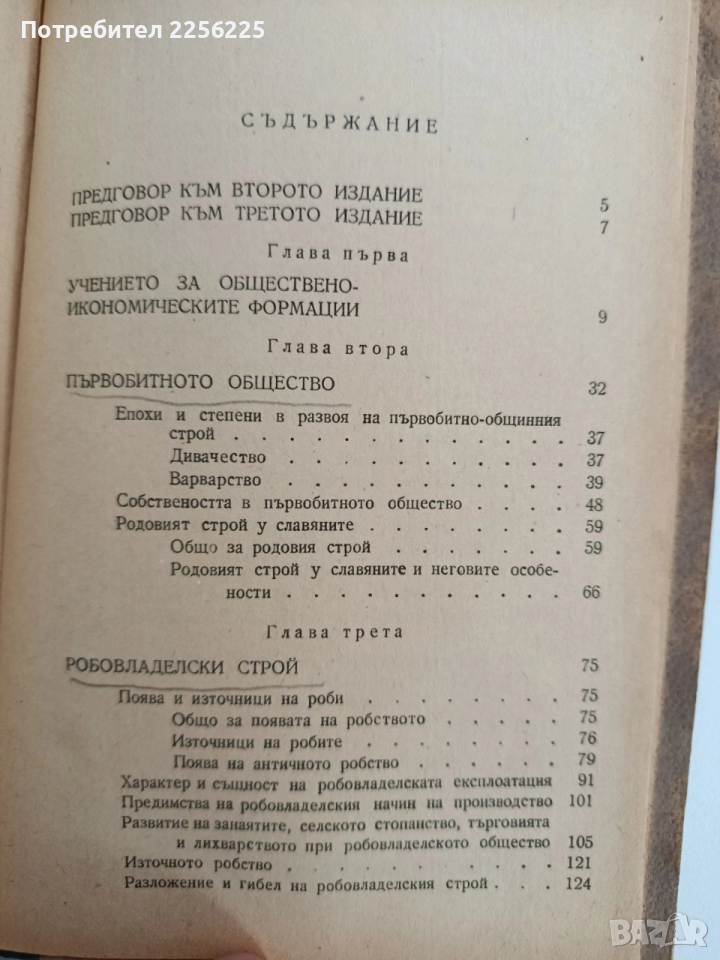 Потребител 2256225
СЪДЪРЖАНИЕ
ПРЕДГОВОР КЪМ ВТОРОТО ИЗДАНИЕ 5
ПРЕДГОВОР КЪМ ТРЕТОТО ИЗДАНИЕ 7
Глава първа
УЧЕНИЕТО ЗА ОБЩЕСТВЕНО-
ИКОНОМИЧЕСКИТЕ ФОРМАЦИИ 9
Глава втора
ПЪРВОБИТНОТО ОБЩЕСТВО 32
Епохи и степени в развоя на първобитно-общинния
строй . . . . . . . . . . . . 37
Дивачество . . . . . . . . . 37
Варварство . . . . . . . . . 39
Собствеността в първобитното общество . . . . 48
Родовият строй у славяните . . . . . . . 59
Общо за родовия строй . . . . . . 59
Родовият строй у славяните и неговите особе-
ности . . . . . . . . . . . 66
Глава трета
РОБОВЛАДЕЛСКИ СТРОЙ 75
Поява и източници на роби . . . . . . . 75
Общо за появата на робството . . . . . 75
Източници на робите . . . . . . . 76
Поява на античното робство . . . . . 79
Характер и същност на робовладелската експлоатация 91
Предимства на робовладелския начин на производство 101
Развитие на занаятите, селското стопанство, търговията
и лихварството при робовладелското общество 105
Източното робство . . . . . . . . 121
Разложение и гибел на робовладелския строй . . . 124
BAZAR